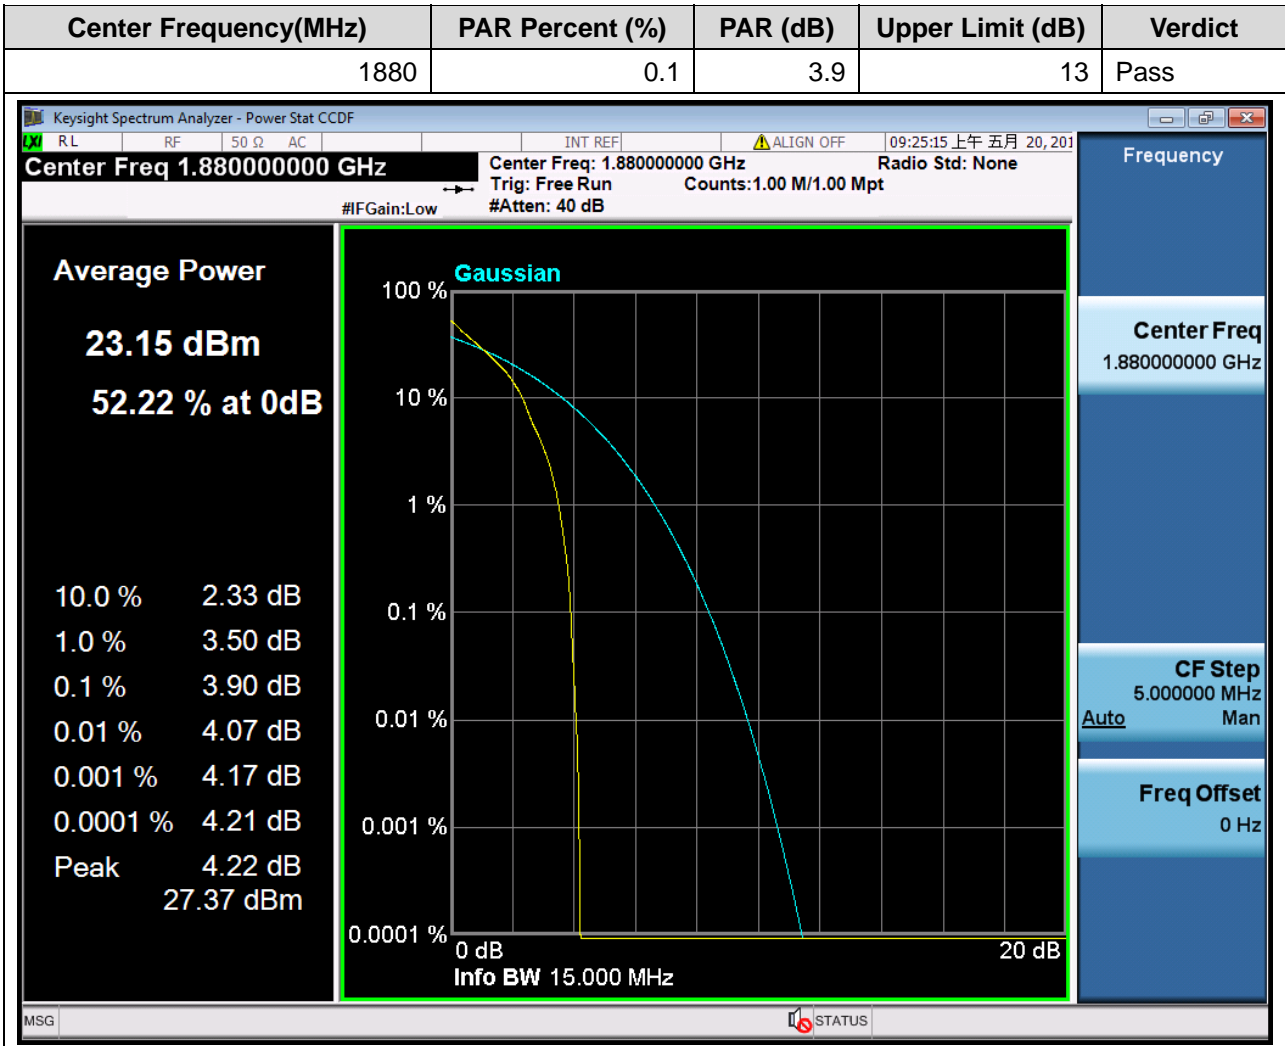 Center Frequency(MHz) PAR Percent (%) PAR (dB) Upper Limit (dB) Verdict
1880 0.1 3.9 13 Pass
Keysight Spectrum Analyzer - Power Stat CCDF
LXI RL RF 50 Ω AC INT REF ALIGN OFF 09:25:15 上午 五月 20, 201
Center Freq 1.880000000 GHz
Center Freq: 1.880000000 GHz Radio Std: None
Trig: Free Run Counts:1.00 M/1.00 Mpt
#IFGain:Low #Atten: 40 dB
Average Power
23.15 dBm
52.22 % at 0dB
10.0 % 2.33 dB
1.0 % 3.50 dB
0.1 % 3.90 dB
0.01 % 4.07 dB
0.001 % 4.17 dB
0.0001 % 4.21 dB
Peak 4.22 dB
27.37 dBm
Gaussian
100 %
10 %
1 %
0.1 %
0.01 %
0.001 %
0.0001 %
0 dB 20 dB
Info BW 15.000 MHz
Frequency
Center Freq
1.880000000 GHz
CF Step
5.000000 MHz
Auto Man
Freq Offset
0 Hz
MSG STATUS